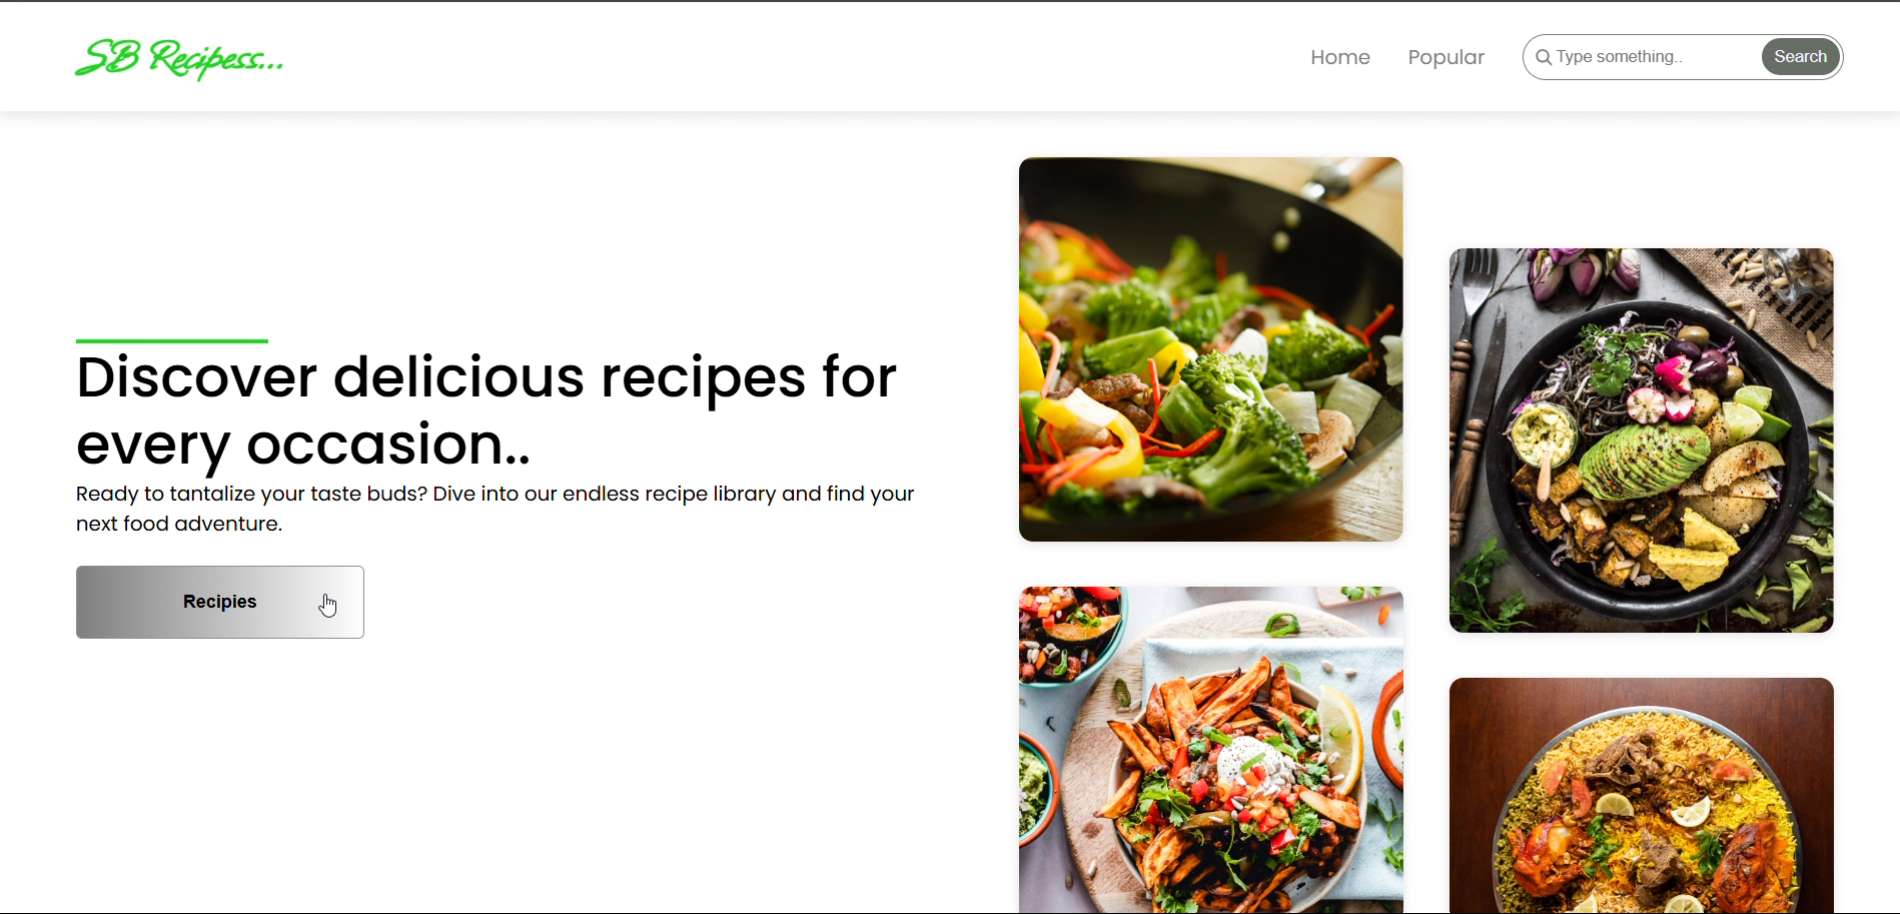 SB Recipess...
Home
Popular
Type something..
Search
Discover delicious recipes for
every occasion..
Ready to tantalize your taste buds? Dive into our endless recipe library and find your
next food adventure.
Recipies